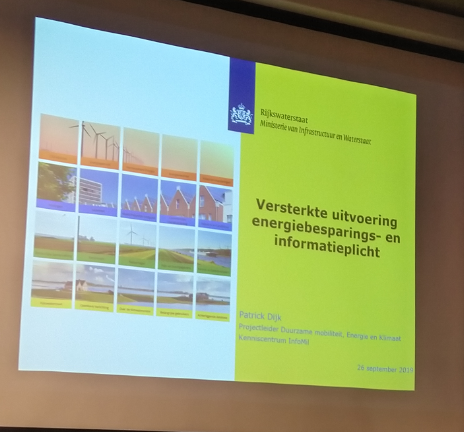 Rijkswaterstaat
Ministerie van Infrastructuur en Waterstaat
Versterkte uitvoering
energiebesparings- en
informatieplicht
Patrick Dijk
Projectleider Duurzame mobiliteit, Energie en Klimaat
Kenniscentrum InfoMil
september